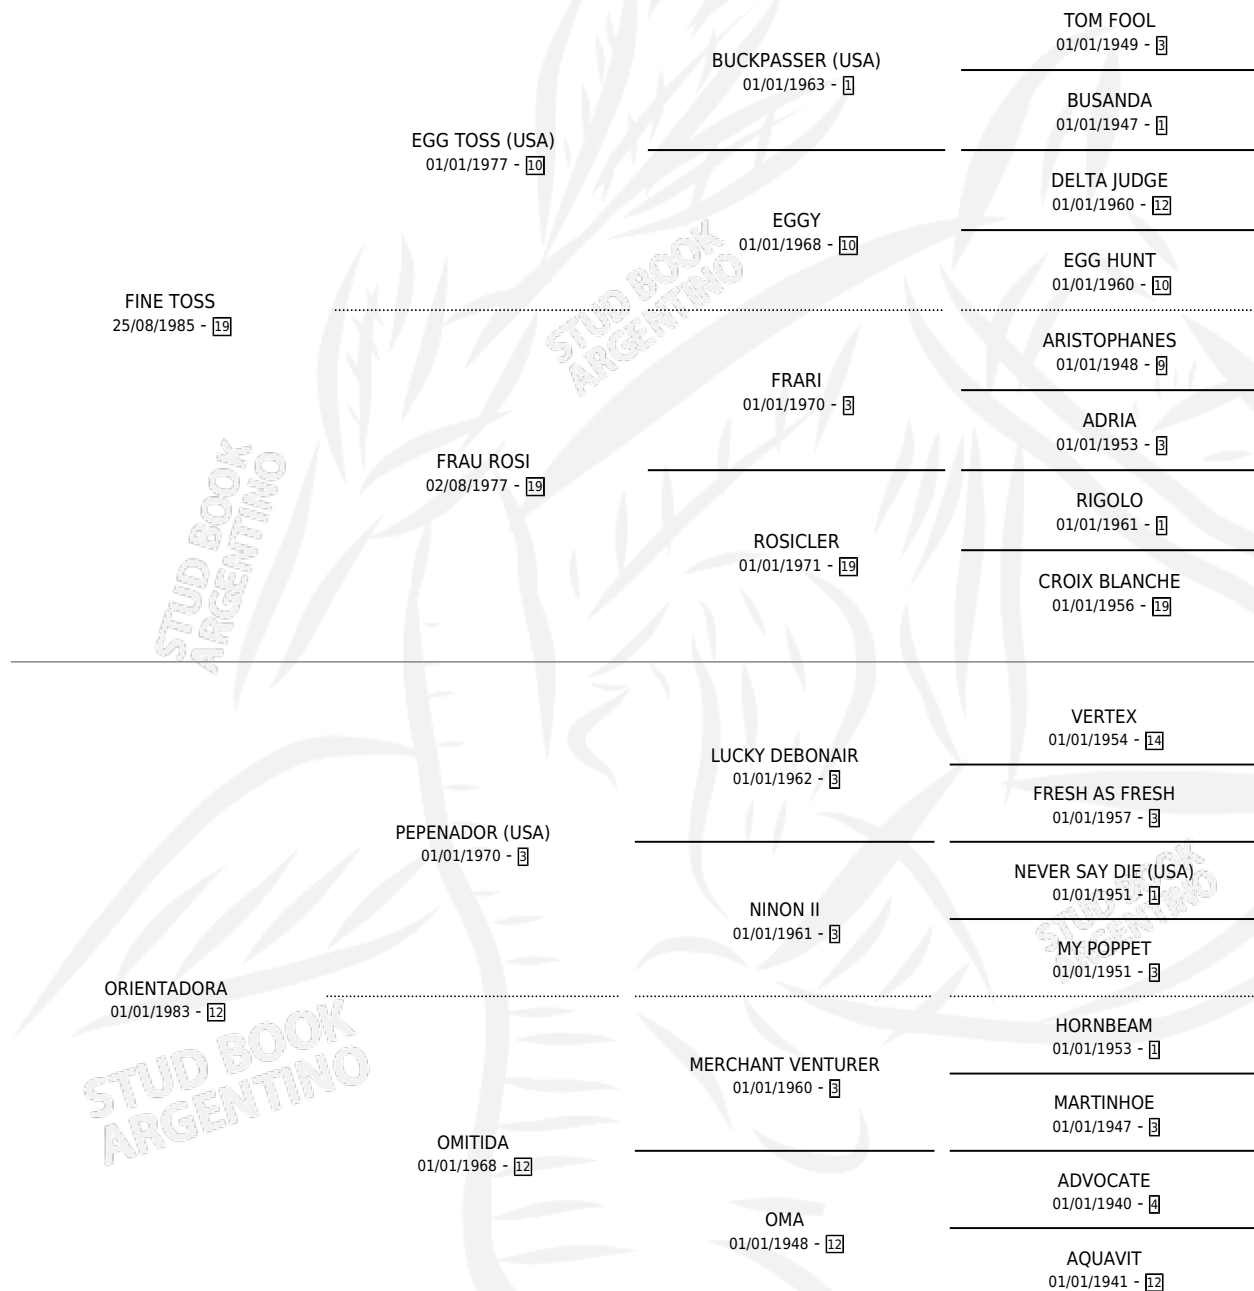 TOM FOOL
01/01/1949 - 3
BUCKPASSER (USA)
01/01/1963 - 1
BUSANDA
01/01/1947 - 1
EGG TOSS (USA)
01/01/1977 - 10
DELTA JUDGE
01/01/1960 - 12
EGGY
01/01/1968 - 10
EGG HUNT
01/01/1960 - 10
STUD BOOK
ARGENTINO
FINE TOSS
25/08/1985 - 19
ARISTOPHANES
01/01/1948 - 9
FRARI
01/01/1970 - 3
ADRIA
01/01/1953 - 3
FRAU ROSI
02/08/1977 - 19
RIGOLO
01/01/1961 - 1
ROSICLER
01/01/1971 - 19
CROIX BLANCHE
01/01/1956 - 19
STUD BOOK
ARGENTINO
VERTEX
01/01/1954 - 14
LUCKY DEBONAIR
01/01/1962 - 3
FRESH AS FRESH
01/01/1957 - 3
PEPENADOR (USA)
01/01/1970 - 3
NEVER SAY DIE (USA)
01/01/1951 - 1
NINON II
01/01/1961 - 3
MY POPPET
01/01/1951 - 3
STUD BOOK
ARGENTINO
ORIENTADORA
01/01/1983 - 12
HORNBEAM
01/01/1953 - 1
MERCHANT VENTURER
01/01/1960 - 3
MARTINHOE
01/01/1947 - 3
STUD BOOK
ARGENTINO
OMITIDA
01/01/1968 - 12
ADVOCATE
01/01/1940 - 4
OMA
01/01/1948 - 12
AQUAVIT
01/01/1941 - 12